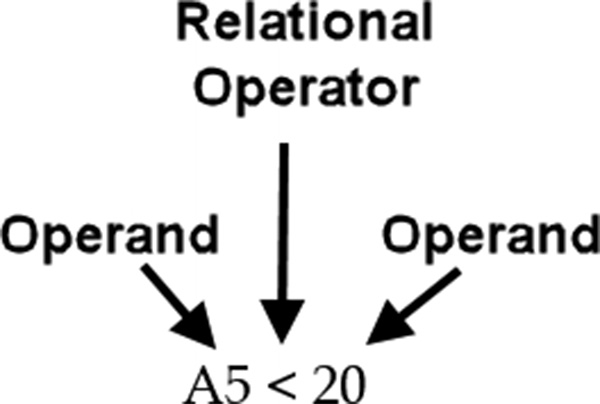 Relational
Operator
Operand
Operand
A5 < 20